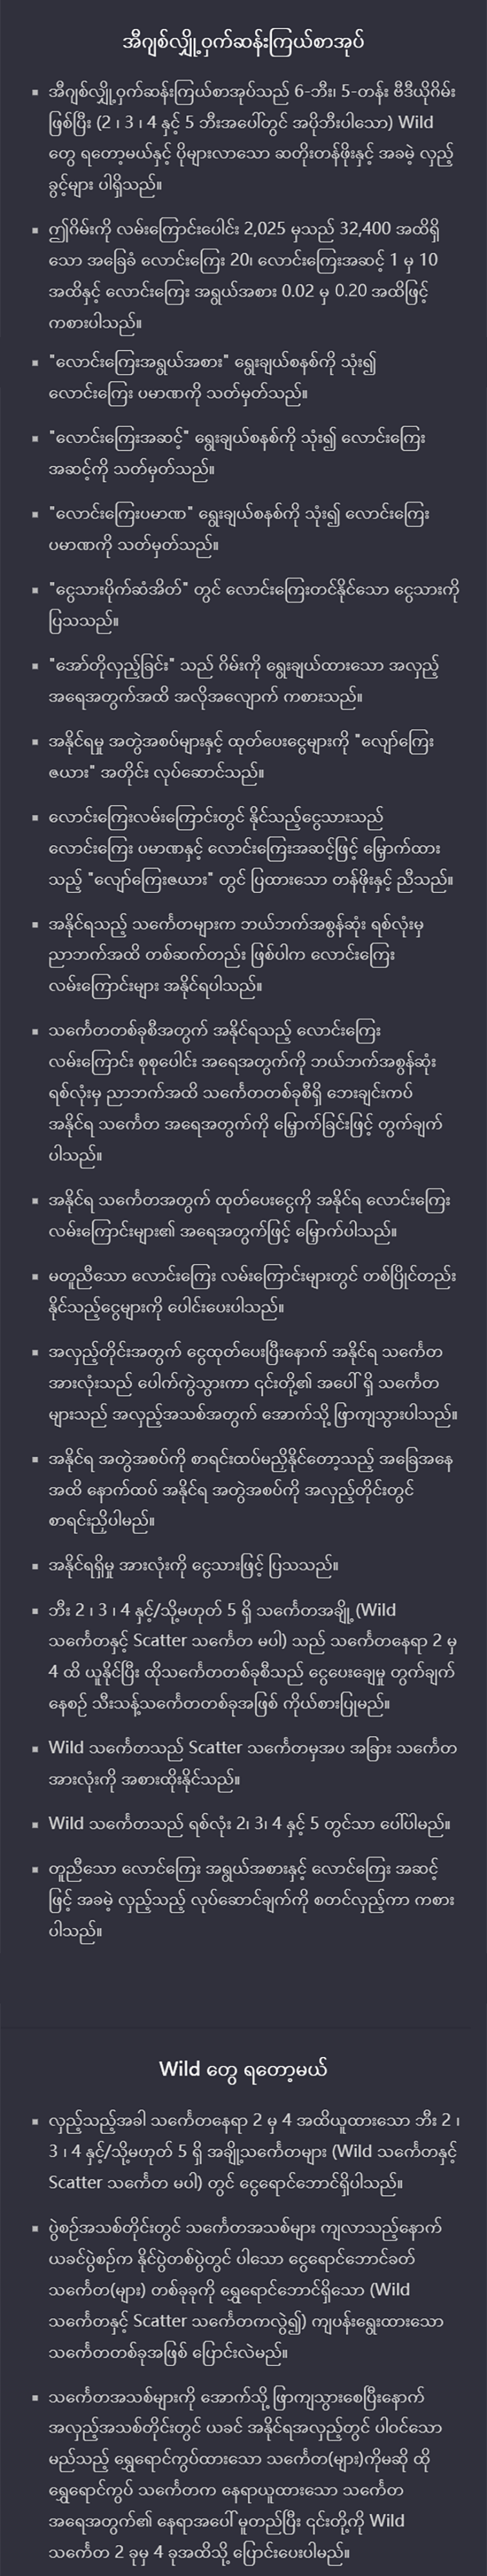 အီဂျစ်လျှို့ဝှက်ဆန်းကြယ်စာအုပ်
▪ အီဂျစ်လျှို့ဝှက်ဆန်းကြယ်စာအုပ်သည် 6-ဘီး၊ 5-တန်း ဗီဒီယိုဂိမ်း
ဖြစ်ပြီး (2 ၊ 3 ၊ 4 နှင့် 5 ဘီးအပေါ်တွင် အပိုဘီးပါသော) Wild
တွေ ရတော့မယ်နှင့် ပိုများလာသော ဆတိုးတန်ဖိုးနှင့် အခမဲ့ လှည့်
ခွင့်များ ပါရှိသည်။
▪ ဤဂိမ်းကို လမ်းကြောင်းပေါင်း 2,025 မှသည် 32,400 အထိရှိ
သော အခြေခံ လောင်းကြေး 20၊ လောင်းကြေးအဆင့် 1 မှ 10
အထိနှင့် လောင်းကြေး အရွယ်အစား 0.02 မှ 0.20 အထိဖြင့်
ကစားပါသည်။
▪ "လောင်းကြေးအရွယ်အစား" ရွေးချယ်စနစ်ကို သုံး၍
လောင်းကြေး ပမာဏကို သတ်မှတ်သည်။
▪ "လောင်းကြေးအဆင့်" ရွေးချယ်စနစ်ကို သုံး၍ လောင်းကြေး
အဆင့်ကို သတ်မှတ်သည်။
▪ "လောင်းကြေးပမာဏ" ရွေးချယ်စနစ်ကို သုံး၍ လောင်းကြေး
ပမာဏကို သတ်မှတ်သည်။
▪ "ငွေသားပိုက်ဆံအိတ်" တွင် လောင်းကြေးတင်နိုင်သော ငွေသားကို
ပြသသည်။
▪ "အော်တိုလှည့်ခြင်း" သည် ဂိမ်းကို ရွေးချယ်ထားသော အလှည့်
အရေအတွက်အထိ အလိုအလျောက် ကစားသည်။
▪ အနိုင်ရမှု အတွဲအစပ်များနှင့် ထုတ်ပေးငွေများကို "လျော်ကြေး
ဇယား" အတိုင်း လုပ်ဆောင်သည်။
▪ လောင်းကြေးလမ်းကြောင်းတွင် နိုင်သည့်ငွေသားသည်
လောင်းကြေး ပမာဏနှင့် လောင်းကြေးအဆင့်ဖြင့် မြှောက်ထား
သည့် "လျော်ကြေးဇယား" တွင် ပြထားသော တန်ဖိုးနှင့် ညီသည်။
▪ အနိုင်ရသည့် သင်္ကေတများက ဘယ်ဘက်အစွန်ဆုံး ရစ်လုံးမှ
ညာဘက်အထိ တစ်ဆက်တည်း ဖြစ်ပါက လောင်းကြေး
လမ်းကြောင်းများ အနိုင်ရပါသည်။
▪ သင်္ကေတတစ်ခုစီအတွက် အနိုင်ရသည့် လောင်းကြေး
လမ်းကြောင်း စုစုပေါင်း အရေအတွက်ကို ဘယ်ဘက်အစွန်ဆုံး
ရစ်လုံးမှ ညာဘက်အထိ သင်္ကေတတစ်ခုစီရှိ ဘေးချင်းကပ်
အနိုင်ရ သင်္ကေတ အရေအတွက်ကို မြှောက်ခြင်းဖြင့် တွက်ချက်
ပါသည်။
▪ အနိုင်ရ သင်္ကေတအတွက် ထုတ်ပေးငွေကို အနိုင်ရ လောင်းကြေး
လမ်းကြောင်းများ၏ အရေအတွက်ဖြင့် မြှောက်ပါသည်။
▪ မတူညီသော လောင်းကြေး လမ်းကြောင်းများတွင် တစ်ပြိုင်တည်း
နိုင်သည့်ငွေများကို ပေါင်းပေးပါသည်။
▪ အလှည့်တိုင်းအတွက် ငွေထုတ်ပေးပြီးနောက် အနိုင်ရ သင်္ကေတ
အားလုံးသည် ပေါက်ကွဲသွားကာ ၎င်းတို့၏ အပေါ် ရှိ သင်္ကေတ
များသည် အလှည့်အသစ်အတွက် အောက်သို့ ဖြာကျသွားပါသည်။
▪ အနိုင်ရ အတွဲအစပ်ကို စာရင်းထပ်မညှိနိုင်တော့သည့် အခြေအနေ
အထိ နောက်ထပ် အနိုင်ရ အတွဲအစပ်ကို အလှည့်တိုင်းတွင်
စာရင်းညှိပါမည်။
▪ အနိုင်ရရှိမှု အားလုံးကို ငွေသားဖြင့် ပြသသည်။
▪ ဘီး 2 ၊ 3 ၊ 4 နှင့်/သို့မဟုတ် 5 ရှိ သင်္ကေတအချို့ (Wild
သင်္ကေတနှင့် Scatter သင်္ကေတ မပါ) သည် သင်္ကေတနေရာ 2 မှ
4 ထိ ယူနိုင်ပြီး ထိုသင်္ကေတတစ်ခုစီသည် ငွေပေးချေမှု တွက်ချက်
နေစဉ် သီးသန့်သင်္ကေတတစ်ခုအဖြစ် ကိုယ်စားပြုမည်။
▪ Wild သင်္ကေတသည် Scatter သင်္ကေတမှအပ အခြား သင်္ကေတ
အားလုံးကို အစားထိုးနိုင်သည်။
▪ Wild သင်္ကေတသည် ရစ်လုံး 2၊ 3၊ 4 နှင့် 5 တွင်သာ ပေါ်ပါမည်။
▪ တူညီသော လောင်ကြေး အရွယ်အစားနှင့် လောင်ကြေး အဆင့်
ဖြင့် အခမဲ့ လှည့်သည့် လုပ်ဆောင်ချက်ကို စတင်လှည့်ကာ ကစား
ပါသည်။
Wild တွေ ရတော့မယ်
▪ လှည့်သည့်အခါ သင်္ကေတနေရာ 2 မှ 4 အထိယူထားသော ဘီး 2 ၊
3 ၊ 4 နှင့်/သို့မဟုတ် 5 ရှိ အချို့သင်္ကေတများ (Wild သင်္ကေတနှင့်
Scatter သင်္ကေတ မပါ) တွင် ငွေရောင်ဘောင်ရှိပါသည်။
▪ ပွဲစဉ်အသစ်တိုင်းတွင် သင်္ကေတအသစ်များ ကျလာသည့်နောက်
ယခင်ပွဲစဉ်က နိုင်ပွဲတစ်ပွဲတွင် ပါသော ငွေရောင်ဘောင်ခတ်
သင်္ကေတ(များ) တစ်ခုခုကို ရွှေရောင်ဘောင်ရှိသော (Wild
သင်္ကေတနှင့် Scatter သင်္ကေတကလွဲ၍) ကျပန်းရွေးထားသော
သင်္ကေတတစ်ခုအဖြစ် ပြောင်းလဲမည်။
▪ သင်္ကေတအသစ်များကို အောက်သို့ ဖြာကျသွားစေပြီးနောက်
အလှည့်အသစ်တိုင်းတွင် ယခင် အနိုင်ရအလှည့်တွင် ပါဝင်သော
မည်သည့် ရွှေရောင်ကွပ်ထားသော သင်္ကေတ(များ)ကိုမဆို ထို
ရွှေရောင်ကွပ် သင်္ကေတက နေရာယူထားသော သင်္ကေတ
အရေအတွက်၏ နေရာအပေါ် မူတည်ပြီး ၎င်းတို့ကို Wild
သင်္ကေတ 2 ခုမှ 4 ခုအထိသို့ ပြောင်းပေးပါမည်။